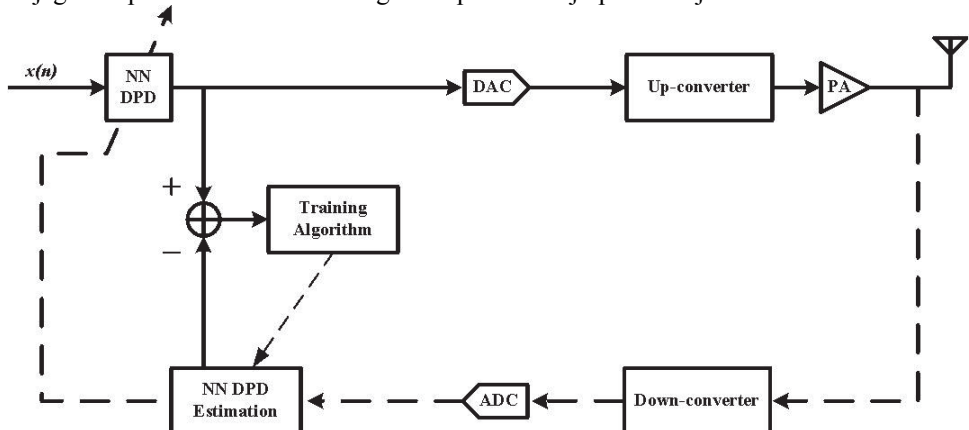 x(n)
NN
DPD
DAC
Up-converter
PA
+
Training
Algorithm
−
NN DPD
Estimation
ADC
Down-converter